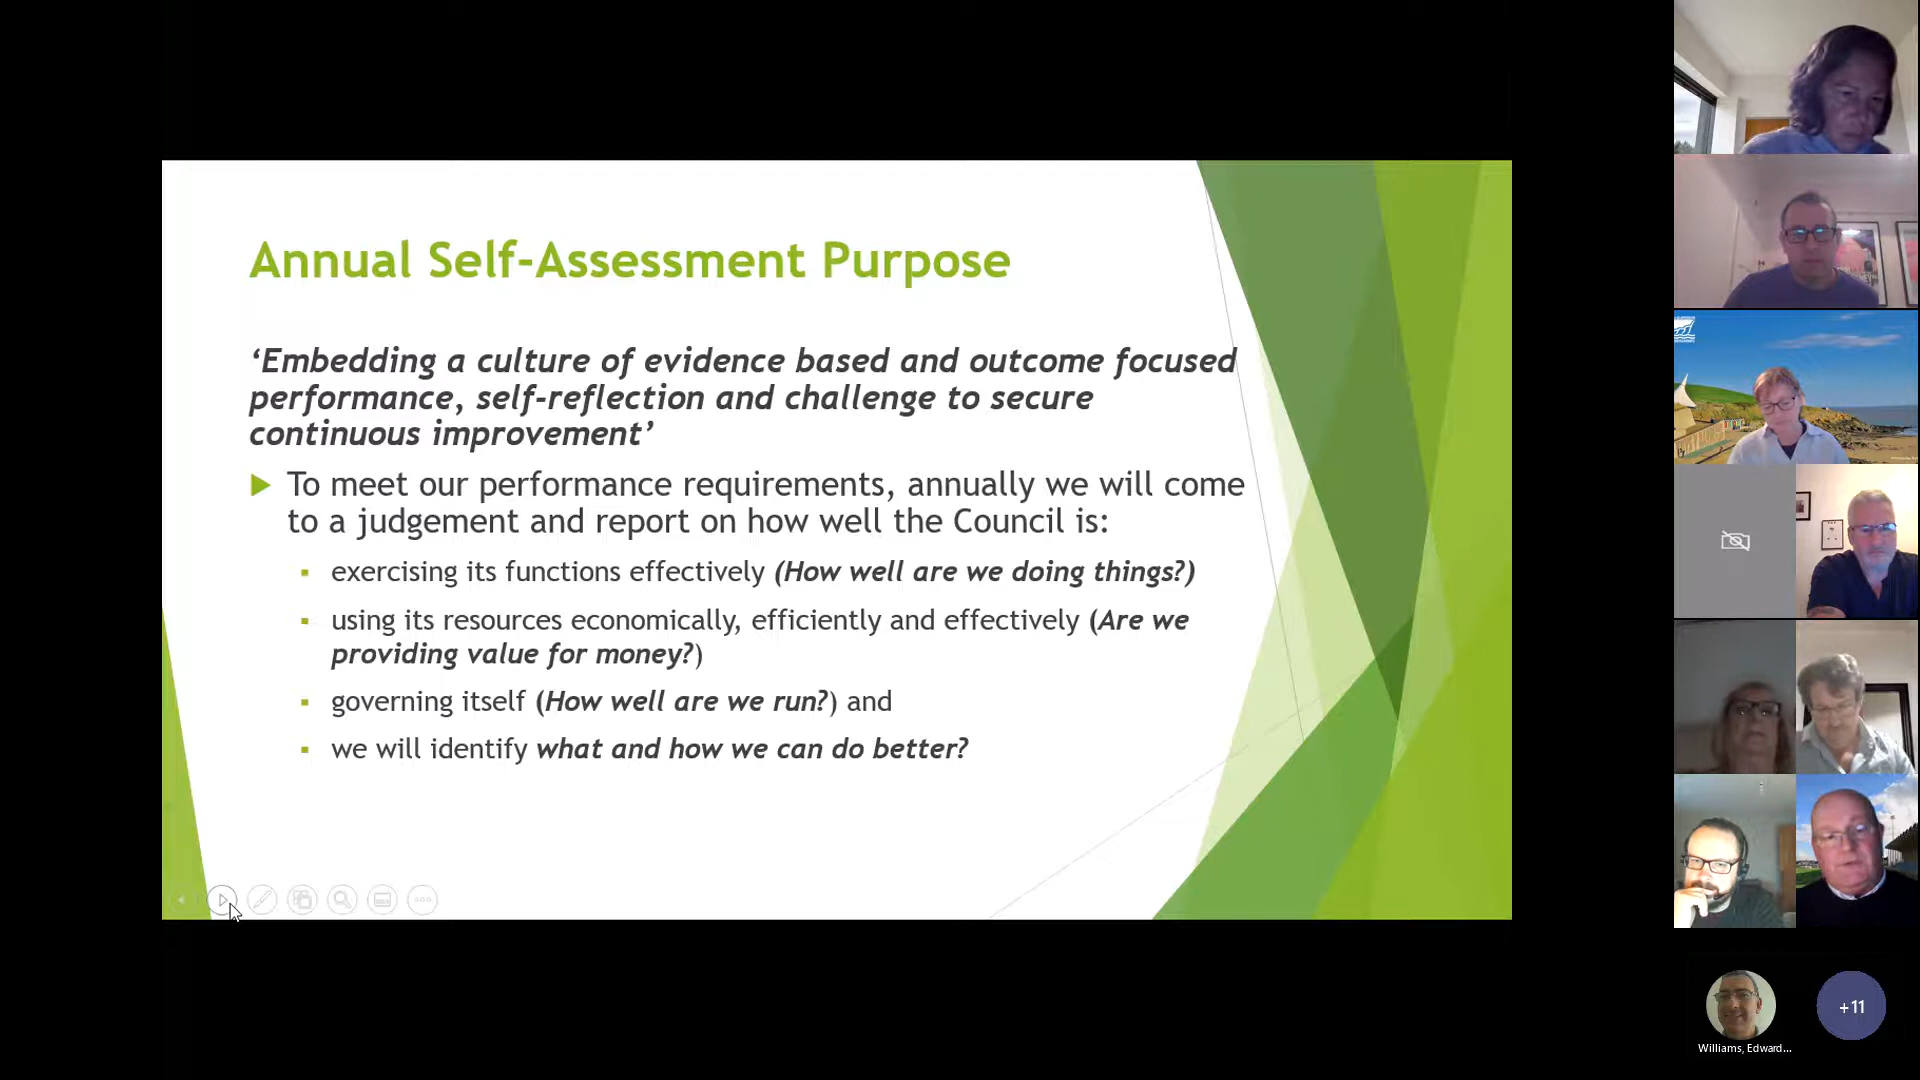 Annual Self-Assessment Purpose
‘Embedding a culture of evidence based and outcome focused
performance, self-reflection and challenge to secure
continuous improvement’
To meet our performance requirements, annually we will come
to a judgement and report on how well the Council is:
exercising its functions effectively (How well are we doing things?)
using its resources economically, efficiently and effectively (Are we
providing value for money?)
governing itself (How well are we run?) and
we will identify what and how we can do better?
+11
Williams, Edward...